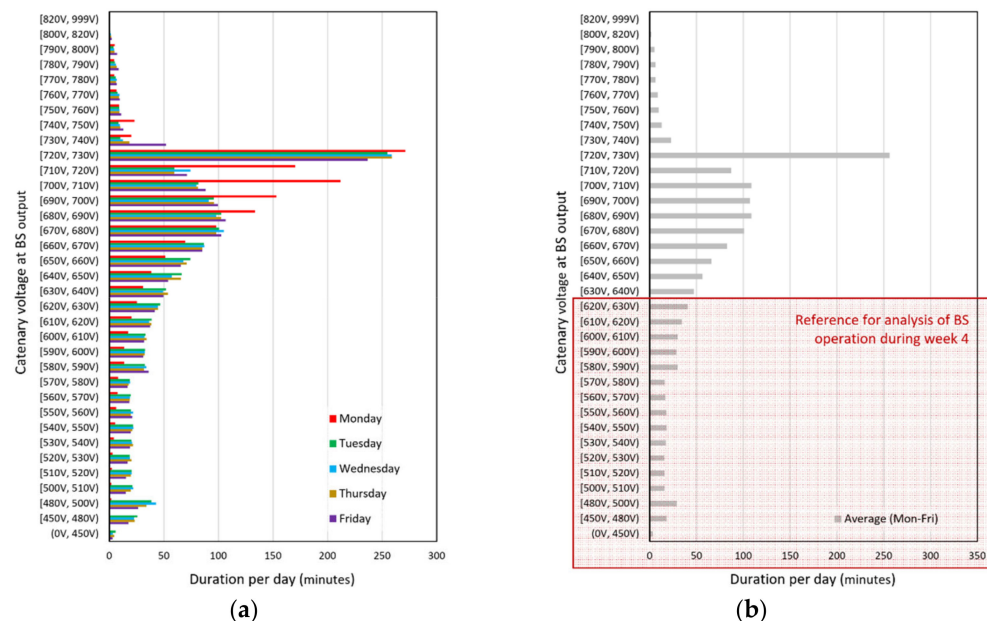 [820V, 999V)
[800V, 820V)
[790V, 800V)
[780V, 790V)
[770V, 780V)
[760V, 770V)
[750V, 760V)
[740V, 750V)
[730V, 740V)
[720V, 730V)
[710V, 720V)
[700V, 710V)
[690V, 700V)
[680V, 690V)
[670V, 680V)
[660V, 670V)
[650V, 660V)
[640V, 650V)
[630V, 640V)
[620V, 630V)
[610V, 620V)
[600V, 610V)
[590V, 600V)
[580V, 590V)
[570V, 580V)
[560V, 570V)
[550V, 560V)
[540V, 550V)
[530V, 540V)
[520V, 530V)
[510V, 520V)
[500V, 510V)
[480V, 500V)
[450V, 480V)
(0V, 450V)
Catenary voltage at BS output
Monday
Tuesday
Wednesday
Thursday
Friday
0 50 100 150 200 250 300
Duration per day (minutes)
(a)
[820V, 999V)
[800V, 820V)
[790V, 800V)
[780V, 790V)
[770V, 780V)
[760V, 770V)
[750V, 760V)
[740V, 750V)
[730V, 740V)
[720V, 730V)
[710V, 720V)
[700V, 710V)
[690V, 700V)
[680V, 690V)
[670V, 680V)
[660V, 670V)
[650V, 660V)
[640V, 650V)
[630V, 640V)
[620V, 630V)
[610V, 620V)
[600V, 610V)
[590V, 600V)
[580V, 590V)
[570V, 580V)
[560V, 570V)
[550V, 560V)
[540V, 550V)
[530V, 540V)
[520V, 530V)
[510V, 520V)
[500V, 510V)
[480V, 500V)
[450V, 480V)
(0V, 450V)
Catenary voltage at BS output
Reference for analysis of BS
operation during week 4
Average (Mon-Fri)
0 50 100 150 200 250 300 350
Duration per day (minutes)
(b)